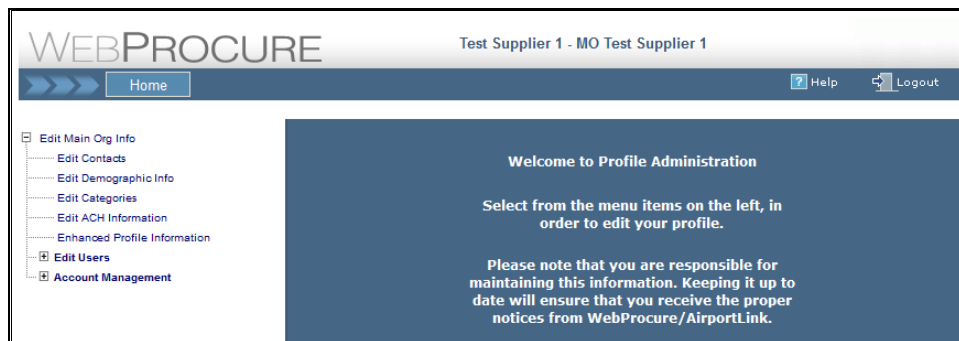 WEBPROCURE
Test Supplier 1 - MO Test Supplier 1
Home
? Help
Logout
Edit Main Org Info
Edit Contacts
Edit Demographic Info
Edit Categories
Edit ACH Information
Enhanced Profile Information
Edit Users
Account Management
Welcome to Profile Administration
Select from the menu items on the left, in
order to edit your profile.
Please note that you are responsible for
maintaining this information. Keeping it up to
date will ensure that you receive the proper
notices from WebProcure/AirportLink.